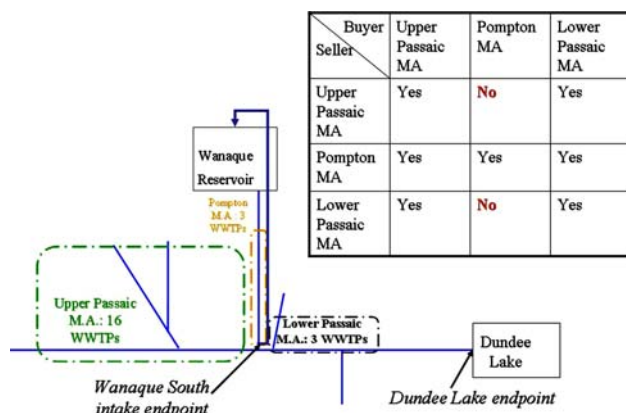 Buyer
Seller
Upper
Passaic
MA
Pompton
MA
Lower
Passaic
MA
Upper
Passaic
MA
Yes
No
Yes
Pompton
MA
Yes
Yes
Yes
Lower
Passaic
MA
Yes
No
Yes
Wanaque
Reservoir
Pompton
M.A.: 3
WWTPs
Upper Passaic
M.A.: 16
WWTPs
Lower Passaic
M.A.: 3 WWTPs
Dundee
Lake
Wanaque South
intake endpoint
Dundee Lake endpoint